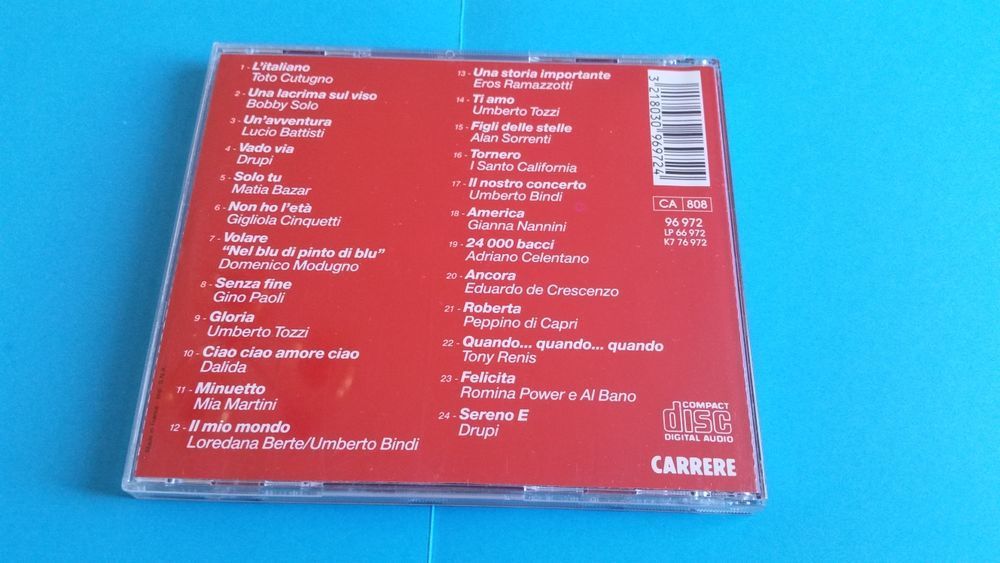 1 - L'italiano
Toto Cutugno
2 - Una lacrima sul viso
Bobby Solo
3 - Un'avventura
Lucio Battisti
4 - Vado via
Drupi
5 - Solo tu
Matia Bazar
6 - Non ho l'età
Gigliola Cinquetti
7 - Volare
"Nel blu di pinto di blu"
Domenico Modugno
8 - Senza fine
Gino Paoli
9 - Gloria
Umberto Tozzi
10 - Ciao ciao amore ciao
Dalida
11 - Minuetto
Mia Martini
12 - Il mio mondo
Loredana Berte/Umberto Bindi
13 - Una storia importante
Eros Ramazzotti
14 - Ti amo
Umberto Tozzi
15 - Figli delle stelle
Alan Sorrenti
16 - Tornero
I Santo California
17 - Il nostro concerto
Umberto Bindi
18 - America
Gianna Nannini
19 - 24 000 bacci
Adriano Celentano
20 - Ancora
Eduardo de Crescenzo
21 - Roberta
Peppino di Capri
22 - Quando... quando... quando
Tony Renis
23 - Felicita
Romina Power e Al Bano
24 - Sereno E
Drupi
3 218030 969724
CA 808
96 972
LP 66 972
K7 76 972
COMPACT
disc
DIGITAL AUDIO
CARRERE